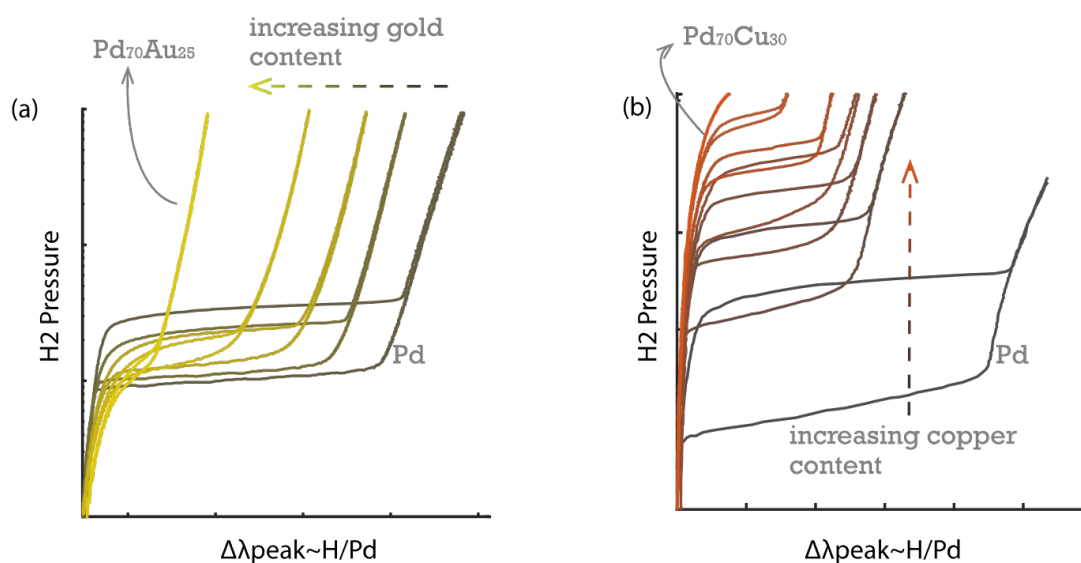 (a)
Pd70Au25
increasing gold
content
Pd
H2 Pressure
Δλpeak~H/Pd
(b)
Pd70Cu30
Pd
increasing copper
content
H2 Pressure
Δλpeak~H/Pd